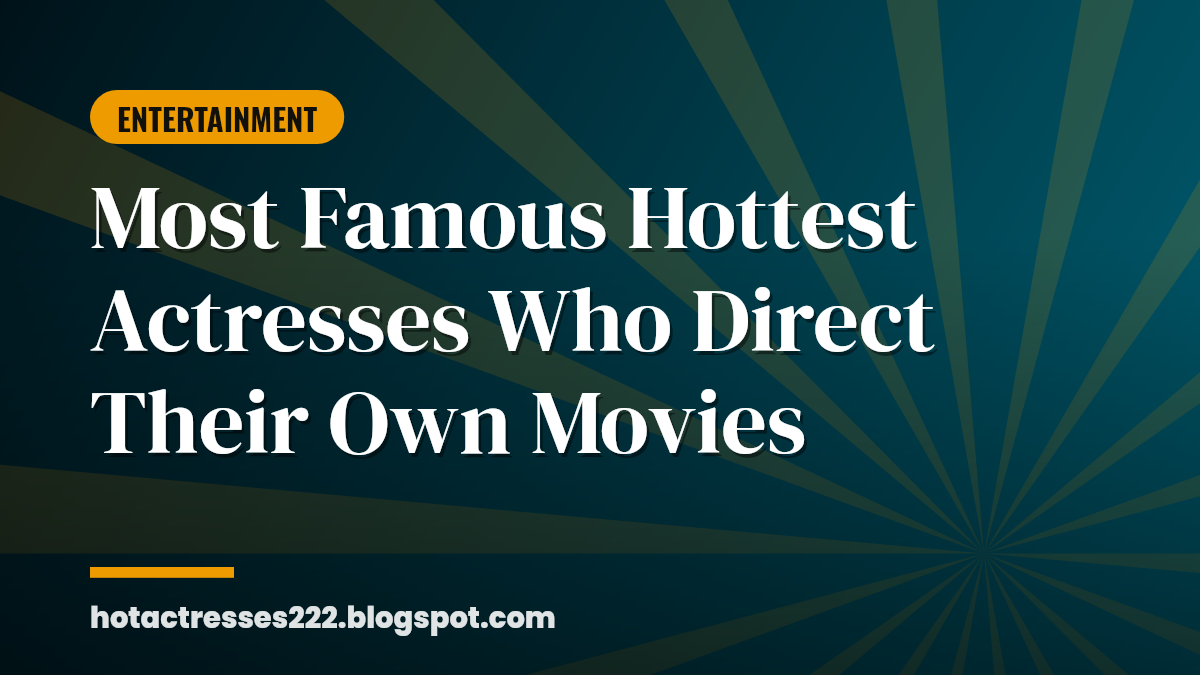 ENTERTAINMENT
Most Famous Hottest
Actresses Who Direct
Their Own Movies
hotactresses222.blogspot.com